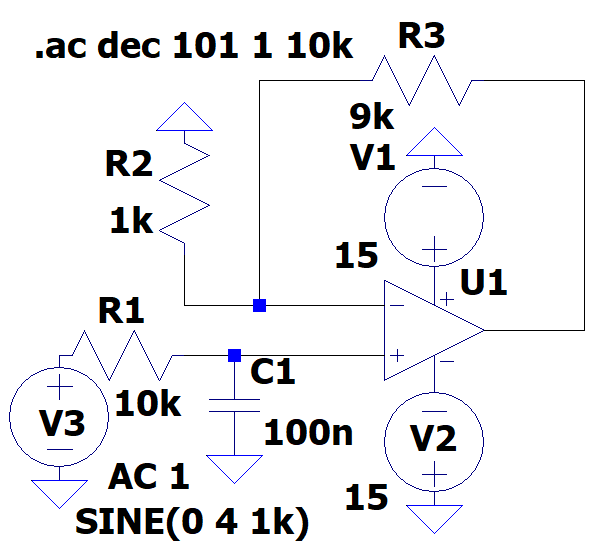 .ac dec 101 1 10k
R3
9k
R2
1k
V1
15
U1
R1
10k
V3
C1
100n
V2
15
AC 1
SINE(0 4 1k)